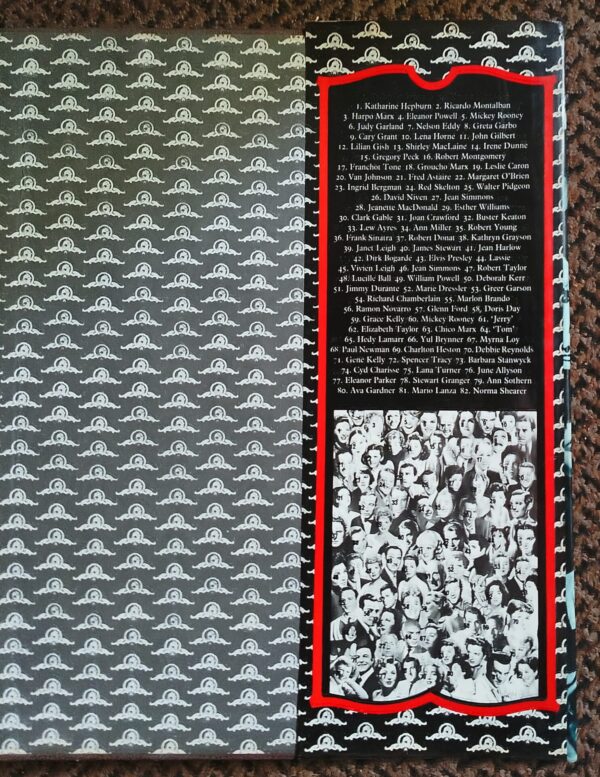 1. Katharine Hepburn 2. Ricardo Montalban
3. Harpo Marx 4. Eleanor Powell 5. Mickey Rooney
6. Judy Garland 7. Nelson Eddy 8. Greta Garbo
9. Cary Grant 10. Lena Horne 11. John Gilbert
12. Lilian Gish 13. Shirley MacLaine 14. Irene Dunne
15. Gregory Peck 16. Robert Montgomery
17. Franchot Tone 18. Groucho Marx 19. Leslie Caron
20. Van Johnson 21. Fred Astaire 22. Margaret O'Brien
23. Ingrid Bergman 24. Red Skelton 25. Walter Pidgeon
26. David Niven 27. Jean Simmons
28. Jeanette MacDonald 29. Esther Williams
30. Clark Gable 31. Joan Crawford 32. Buster Keaton
33. Lew Ayres 34. Ann Miller 35. Robert Young
36. Frank Sinatra 37. Robert Donat 38. Kathryn Grayson
39. Janet Leigh 40. James Stewart 41. Jean Harlow
42. Dirk Bogarde 43. Elvis Presley 44. Lassie
45. Vivien Leigh 46. Jean Simmons 47. Robert Taylor
48. Lucille Ball 49. William Powell 50. Deborah Kerr
51. Jimmy Durante 52. Marie Dressler 53. Greer Garson
54. Richard Chamberlain 55. Marlon Brando
56. Ramon Novarro 57. Glenn Ford 58. Doris Day
59. Grace Kelly 60. Mickey Rooney 61. 'Jerry'
62. Elizabeth Taylor 63. Chico Marx 64. 'Tom'
65. Hedy Lamarr 66. Yul Brynner 67. Myrna Loy
68 Paul Newman 69. Charlton Heston 70. Debbie Reynolds
71. Gene Kelly 72. Spencer Tracy 73. Barbara Stanwyck
74. Cyd Charisse 75. Lana Turner 76. June Allyson
77. Eleanor Parker 78. Stewart Granger 79. Ann Sothern
80. Ava Gardner 81. Mario Lanza 82. Norma Shearer